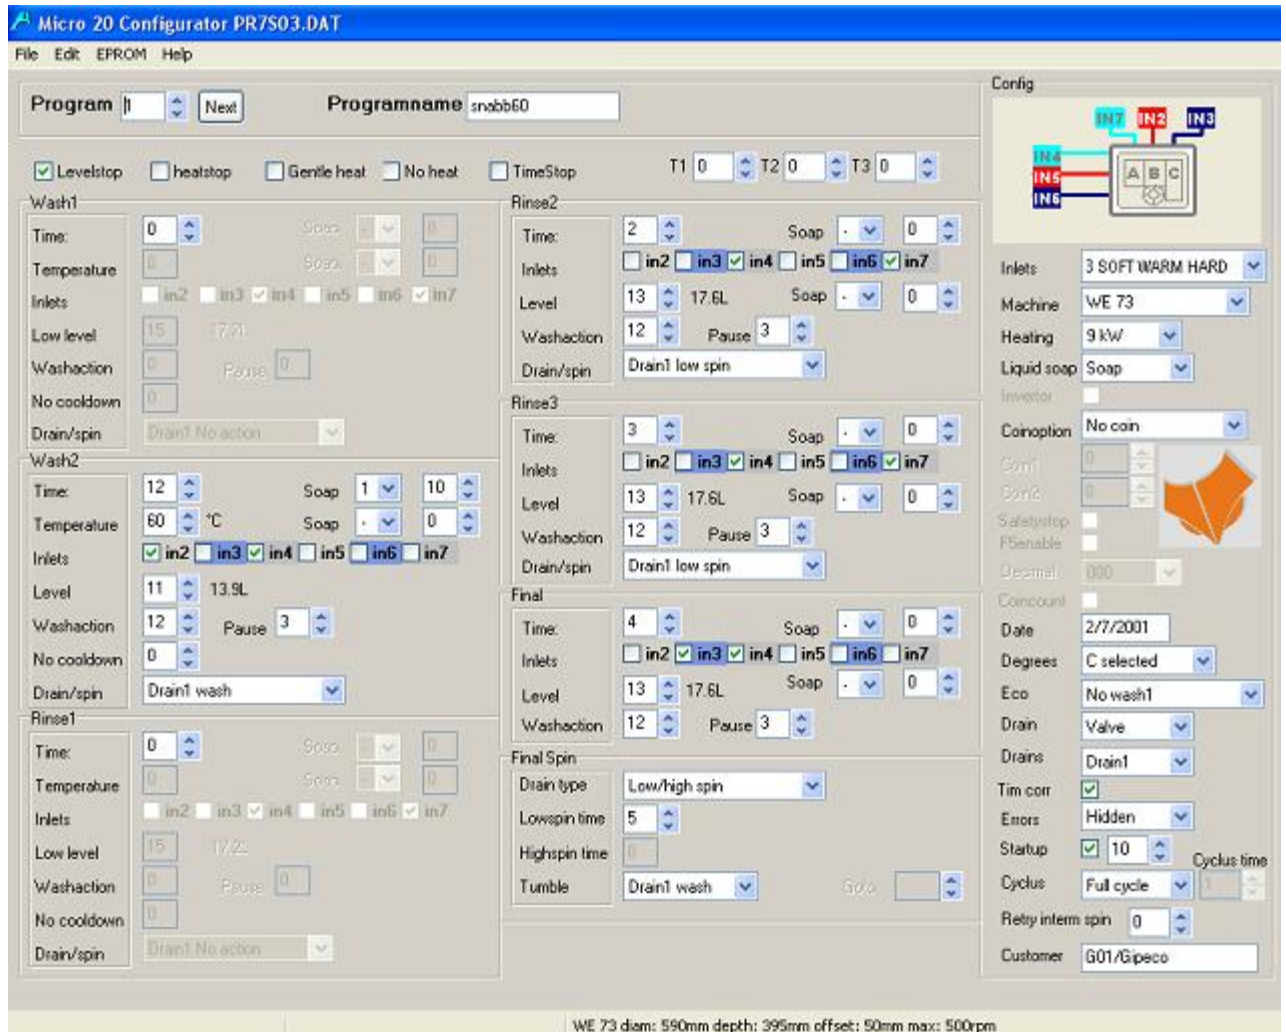 Micro 20 Configurator PR7S03.DAT
File Edit EPROM Help
Program 1 Next Programname snabb60
Levelstop heatstop Gentle heat No heat TimeStop T1 0 T2 0 T3 0
Wash1
Time: 0 Soap - 0
Temperature 0 Soap - 0
Inlets in2 in3 in4 in5 in6 in7
Low level 15 17.2L
Washaction 0 Pause 0
No cooldown 0
Drain/spin Drain1 No action
Wash2
Time: 12 Soap 1 10
Temperature 60 °C Soap - 0
Inlets in2 in3 in4 in5 in6 in7
Level 11 13.9L
Washaction 12 Pause 3
No cooldown 0
Drain/spin Drain1 wash
Rinse1
Time: 0 Soap - 0
Temperature 0 Soap - 0
Inlets in2 in3 in4 in5 in6 in7
Low level 15 17.2L
Washaction 0 Pause 0
No cooldown 0
Drain/spin Drain1 No action
Rinse2
Time: 2 Soap - 0
Inlets in2 in3 in4 in5 in6 in7
Level 13 17.6L Soap - 0
Washaction 12 Pause 3
Drain/spin Drain1 low spin
Rinse3
Time: 3 Soap - 0
Inlets in2 in3 in4 in5 in6 in7
Level 13 17.6L Soap - 0
Washaction 12 Pause 3
Drain/spin Drain1 low spin
Final
Time: 4 Soap - 0
Inlets in2 in3 in4 in5 in6 in7
Level 13 17.6L Soap - 0
Washaction 12 Pause 3
Final Spin
Drain type Low/high spin
Lowspin time 5
Highspin time 0
Tumble Drain1 wash Goto
Config
IN7 IN2 IN3
IN4
IN5 A B C
IN6
Inlets 3 SOFT WARM HARD
Machine WE 73
Heating 9 kW
Liquid soap Soap
Invertor
Coinoption No coin
Coin1 0
Coin2 0
Safetystop
FSenable
Decimal 000
Coincount
Date 2/7/2001
Degrees C selected
Eco No wash1
Drain Valve
Drains Drain1
Tim corr
Errors Hidden
Startup 10 Cyclus time
Cyclus Full cycle 1
Retry interm spin 0
Customer G01/Gipeco
WE 73 diam: 590mm depth: 395mm offset: 50mm max: 500rpm